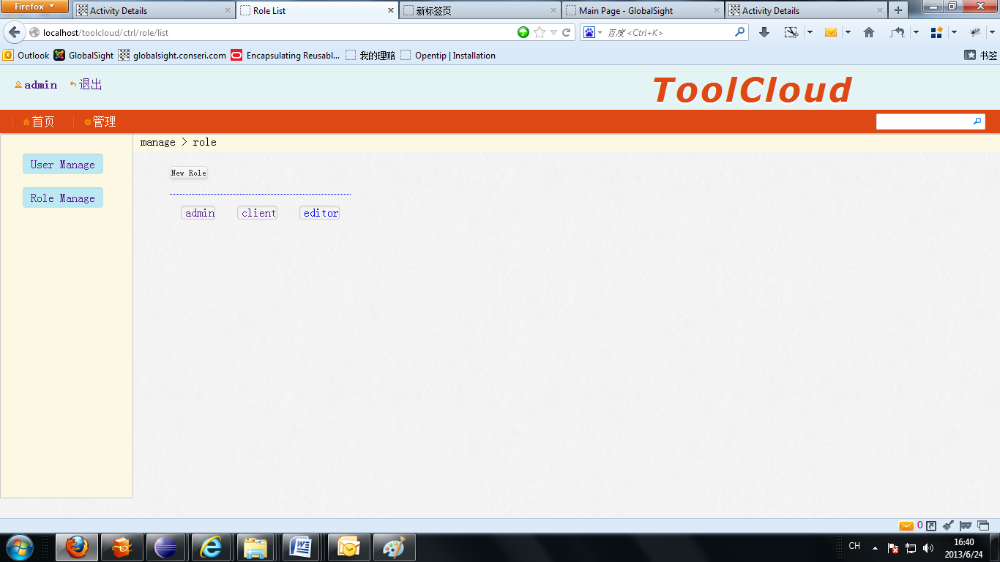 Firefox
Activity Details
Role List
新标签页
Main Page - GlobalSight
Activity Details
localhost/toolcloud/ctrl/role/list
百度 <Ctrl+K>
Outlook
GlobalSight
globalsight.conseri.com
Encapsulating Reusabl...
我的理赔
Opentip | Installation
书签
admin
退出
ToolCloud
首页
管理
manage > role
User Manage
Role Manage
New Role
admin
client
editor
0
CH
16:40
2013/6/24